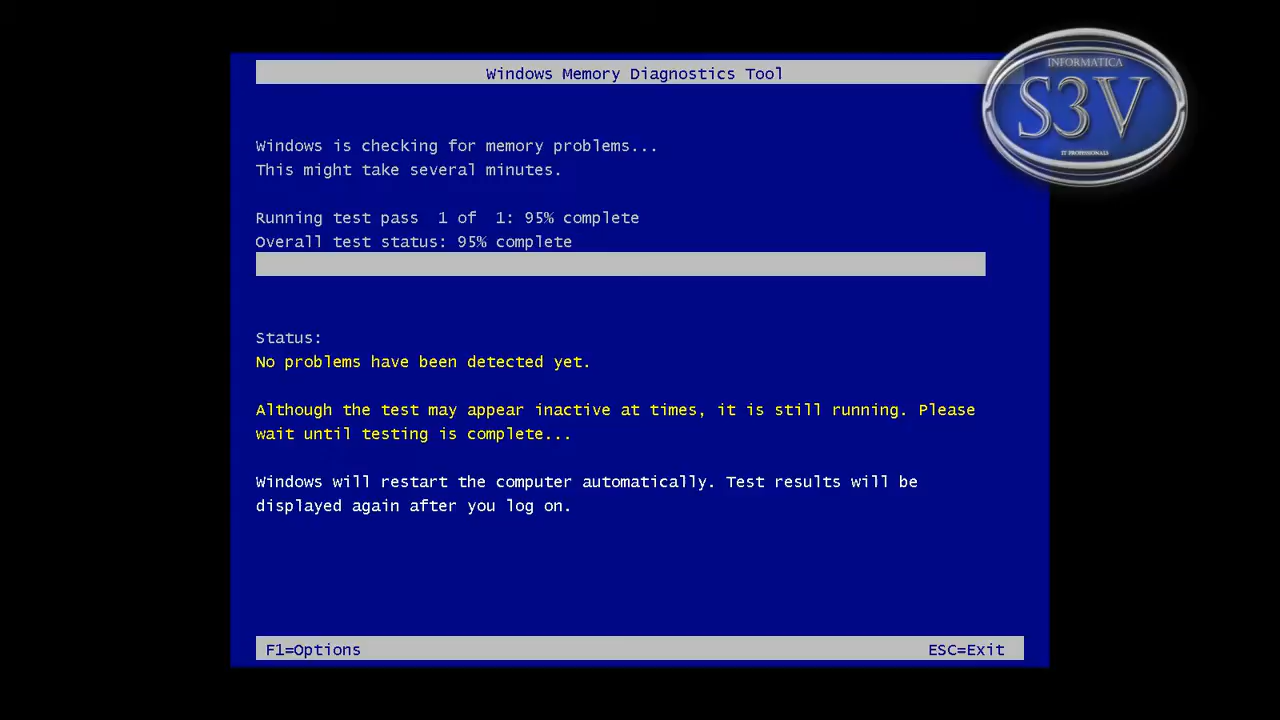 Windows Memory Diagnostics Tool
INFORMATICA
S3V
IT PROFESSIONALS
Windows is checking for memory problems...
This might take several minutes.
Running test pass  1 of  1: 95% complete
Overall test status: 95% complete
Status:
No problems have been detected yet.
Although the test may appear inactive at times, it is still running. Please
wait until testing is complete...
Windows will restart the computer automatically. Test results will be
displayed again after you log on.
F1=Options ESC=Exit